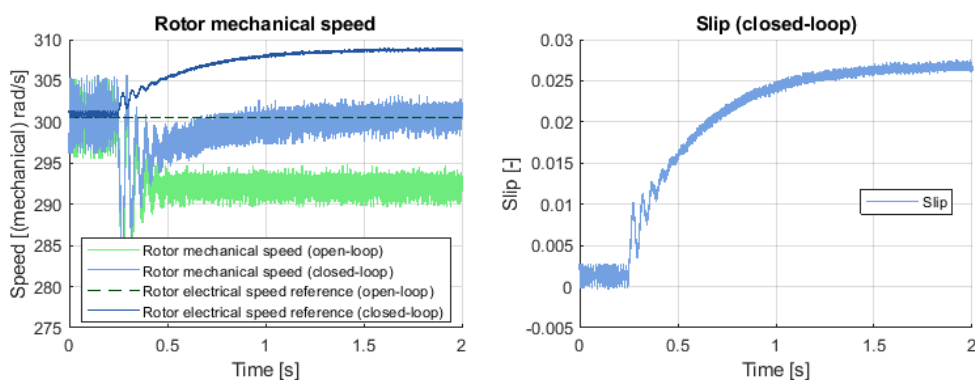 Rotor mechanical speed
Speed [(mechanical) rad/s]
310
305
300
295
290
285
280
275
Rotor mechanical speed (open-loop)
Rotor mechanical speed (closed-loop)
Rotor electrical speed reference (open-loop)
Rotor electrical speed reference (closed-loop)
0
0.5
1
1.5
2
Time [s]
Slip (closed-loop)
Slip [-]
0.03
0.025
0.02
0.015
0.01
0.005
0
-0.005
Slip
0
0.5
1
1.5
2
Time [s]